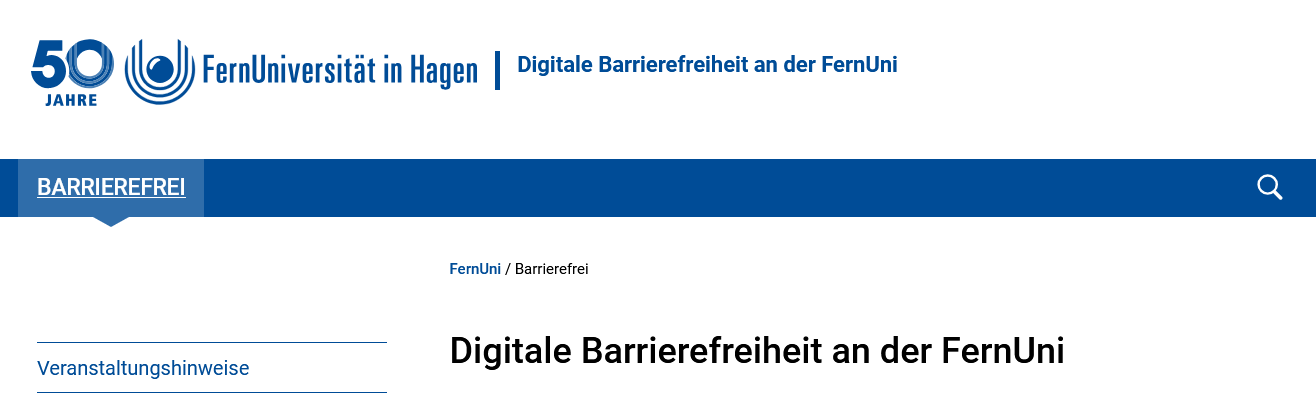 50
JAHRE
FernUniversität in Hagen
Digitale Barrierefreiheit an der FernUni
BARRIEREFREI
FernUni / Barrierefrei
Digitale Barrierefreiheit an der FernUni
Veranstaltungshinweise